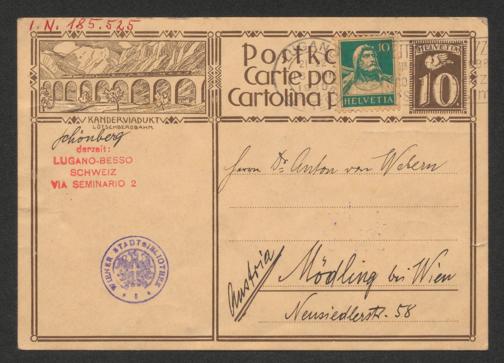 I.N. 185.525
Postk
Carte po
Cartolina p
LUGAN
10
HELVETIA
HELVETIA
10
KANDERVIADUKT
LÖTSCHBERGBAHN
Schönberg
derzeit:
LUGANO-BESSO
SCHWEIZ
VIA SEMINARIO 2
Herrn Dr Anton von Webern
WIENER STADTBIBLIOTHEK
Austria
Mödling bei Wien
Neusiedlerstr. 58